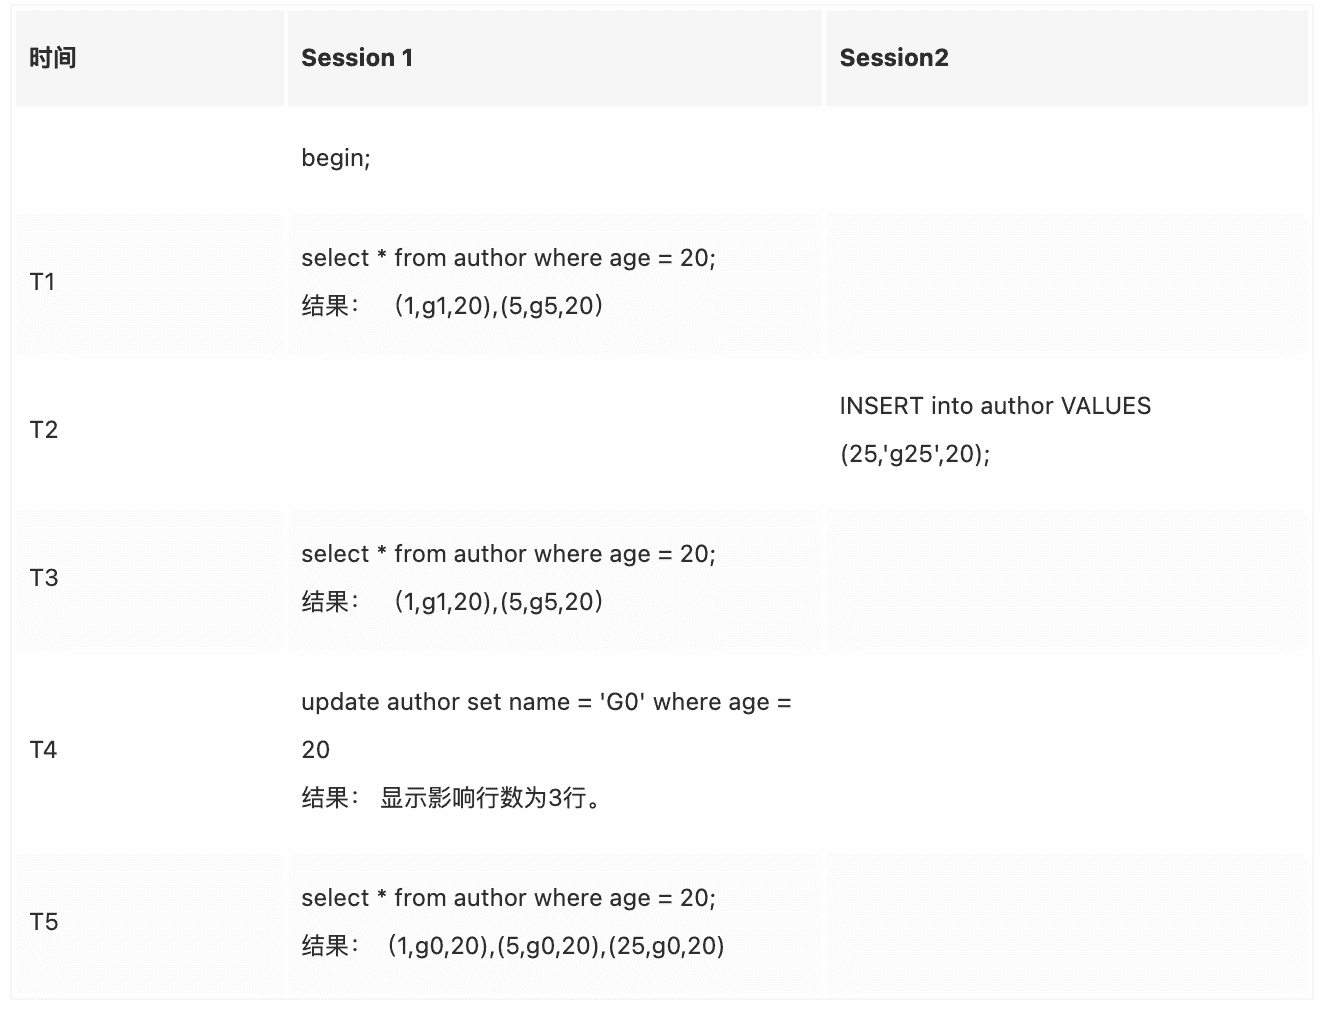 时间
Session 1
Session2
begin;
T1
select * from author where age = 20;
结果： （1,g1,20),(5,g5,20）
T2
INSERT into author VALUES
(25,'g25',20);
T3
select * from author where age = 20;
结果： （1,g1,20),(5,g5,20）
T4
update author set name = 'G0' where age =
20
结果： 显示影响行数为3行。
T5
select * from author where age = 20;
结果： （1,g0,20),(5,g0,20),(25,g0,20)